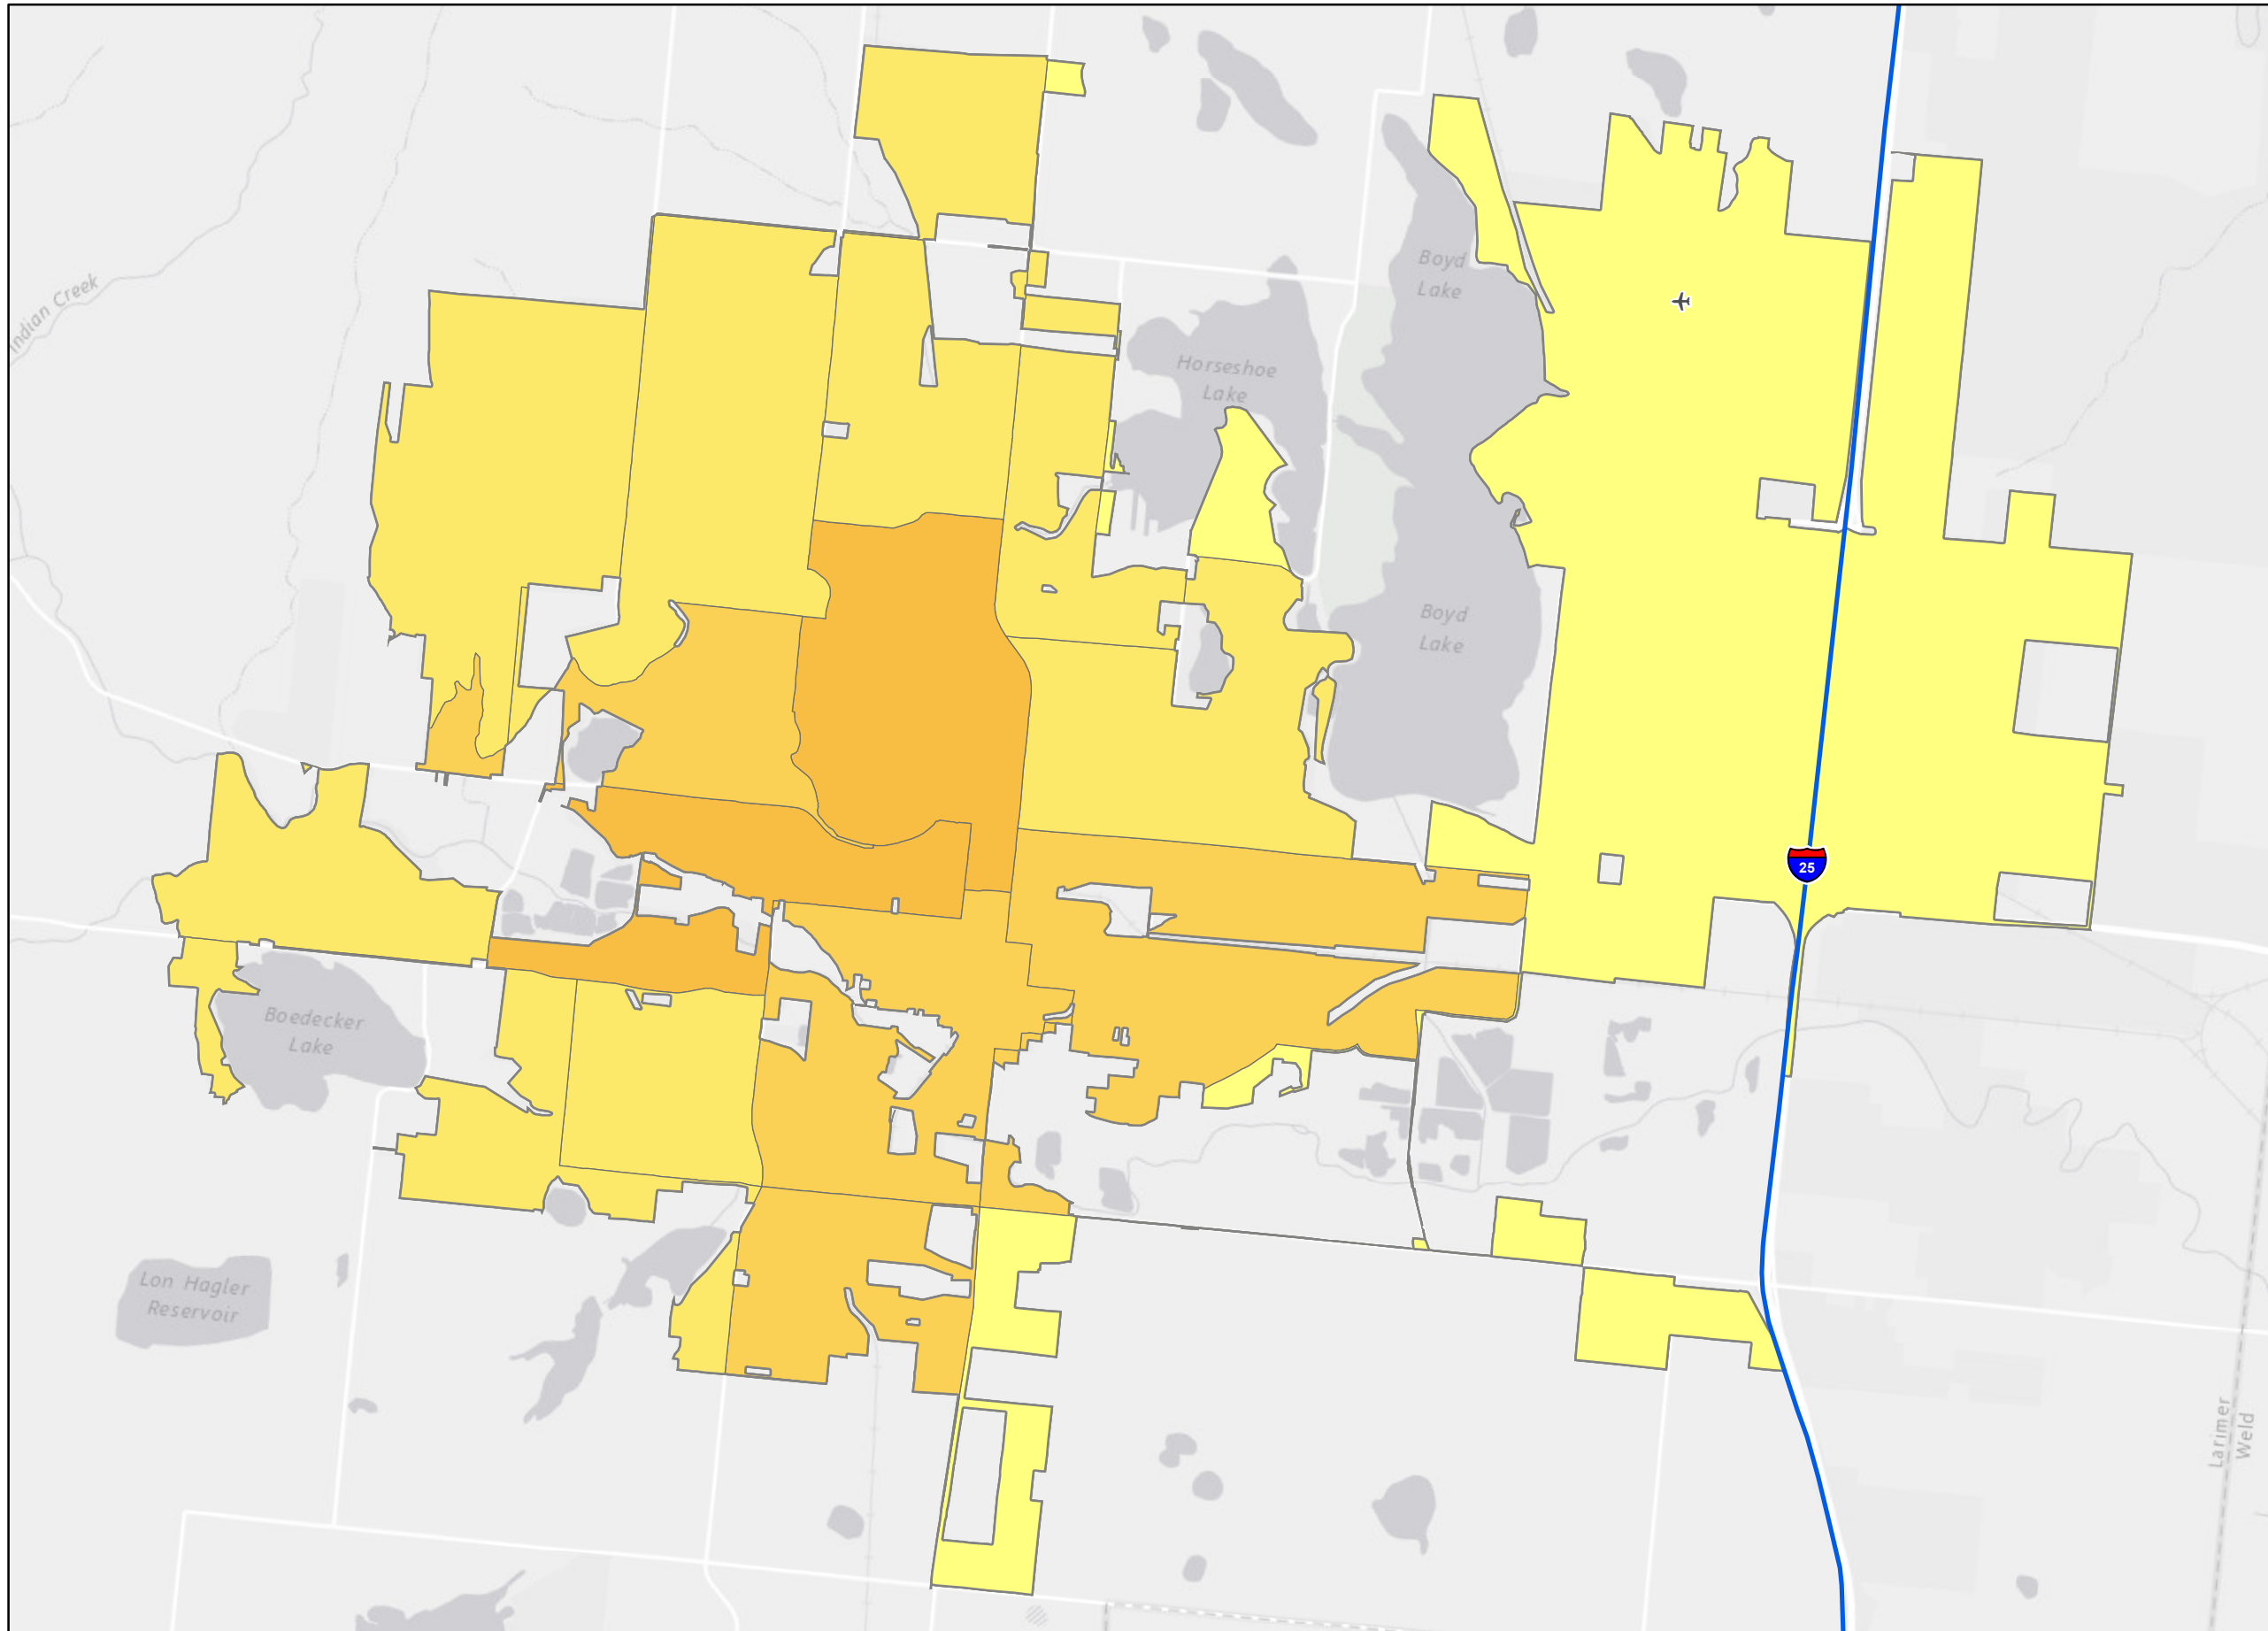 Boyd
Lake
Indian Creek
Horseshoe
Lake
Boyd
Lake
25
Boedecker
Lake
Lon Hagler
Reservoir
Larimer
Weld